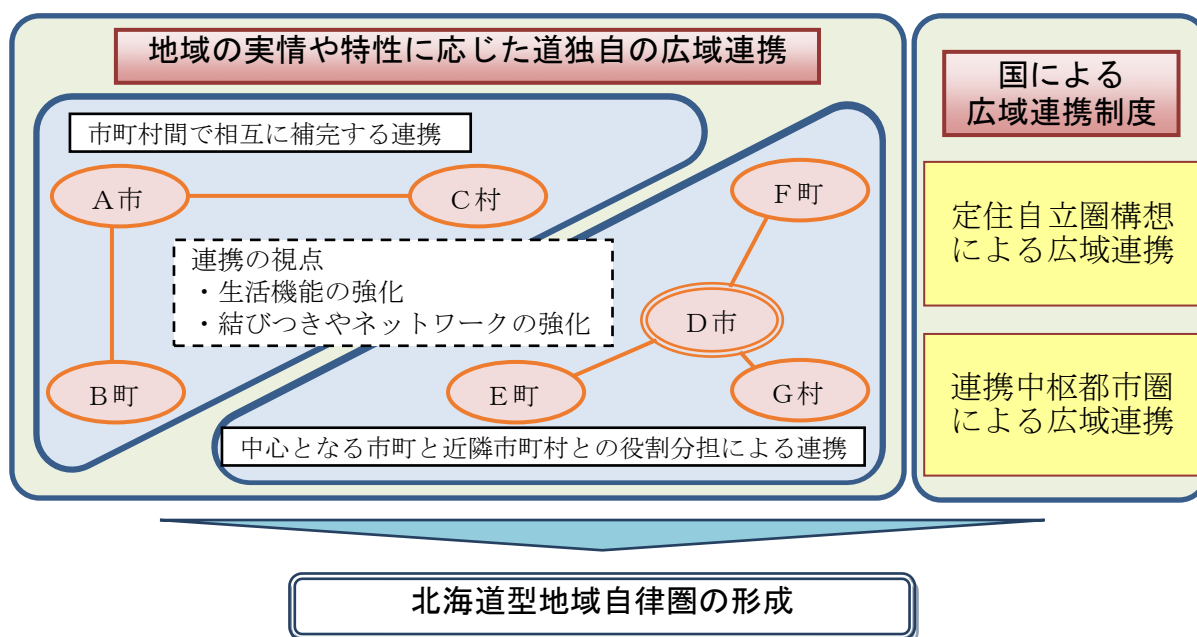 地域の実情や特性に応じた道独自の広域連携
市町村間で相互に補完する連携
A市
C村
B町
連携の視点
・生活機能の強化
・結びつきやネットワークの強化
F町
D市
E町
G村
中心となる市町と近隣市町村との役割分担による連携
国による
広域連携制度
定住自立圏構想
による広域連携
連携中枢都市圏
による広域連携
北海道型地域自律圏の形成